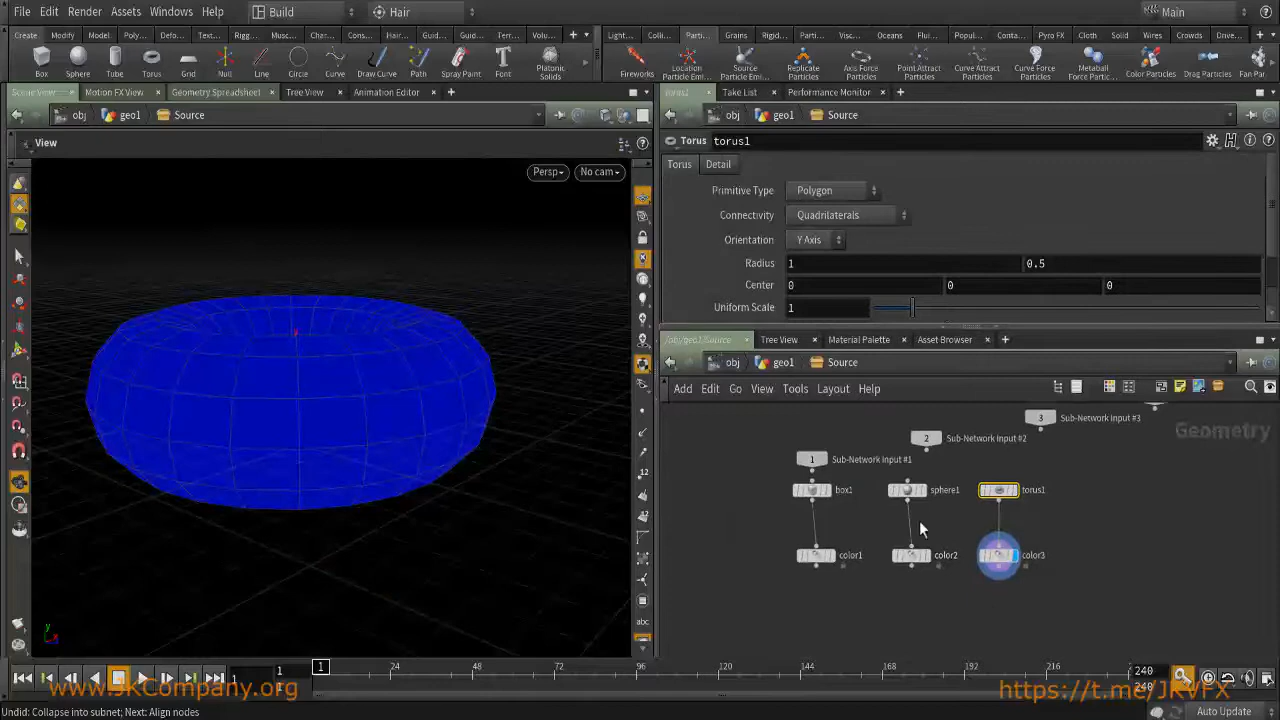 File Edit Render Assets Windows Help Build Hair Main
Create Modify Model Poly... Defo... Text... Rigg... Musc... Char... Cons... Hair... Guid... Guid... Terr... Volu... Light... Colli... Parti... Grains Rigid... Parti... Visc... Oceans Flui... Popul... Conta... Pyro FX Cloth Solid Wires Crowds Drive...
Box Sphere Tube Torus Grid Null Line Circle Curve Draw Curve Path Spray Paint Font Platonic Solids Fireworks Location Particle Emi... Source Particle Emi... Replicate Particles Axis Force Point Attract Particles Curve Attract Particles Curve Force Particles Metaball Force Partic... Color Particles Drag Particles Fan Par
Scene View Motion FX View Geometry Spreadsheet Tree View Animation Editor torus1 Take List Performance Monitor
obj geo1 Source obj geo1 Source
View
Torus torus1
Persp No cam
Torus Detail
Primitive Type Polygon
Connectivity Quadrilaterals
Orientation Y Axis
Radius 1 0.5
Center 0 0 0
Uniform Scale 1
/obj/geo1/Source Tree View Material Palette Asset Browser
obj geo1 Source
Add Edit Go View Tools Layout Help
3 Sub-Network Input #3
Geometry
2 Sub-Network Input #2
1 Sub-Network Input #1
box1 sphere1 torus1
color1 color2 color3
1 1 1 24 48 72 96 120 144 168 192 216 240
240
www.JKCompany.org https://t.me/JKVFX
Undid: Collapse into subnet; Next: Align nodes Auto Update